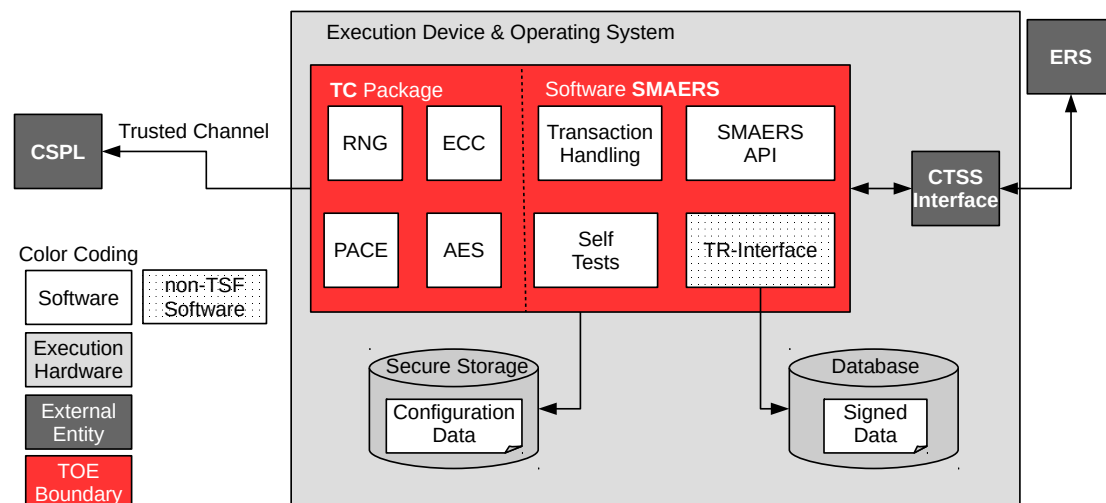 Execution Device & Operating System
ERS
TC Package
Software SMAERS
RNG
ECC
Transaction
Handling
SMAERS
API
Trusted Channel
CSPL
CTSS
Interface
PACE
AES
Self
Tests
TR-Interface
Color Coding
Software
non-TSF
Software
Execution
Hardware
External
Entity
TOE
Boundary
Secure Storage
Configuration
Data
Database
Signed
Data